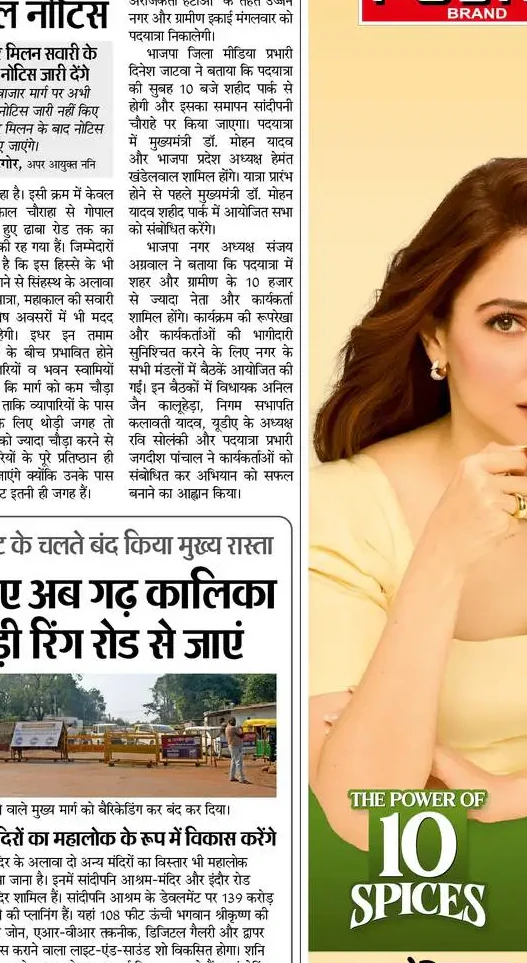 ल नोटिस
मिलन सवारी के
नोटिस जारी देंगे
बाजार मार्ग पर अभी
नोटिस जारी नहीं किए
मिलन के बाद नोटिस
जाएंगे।
गोर, अपर आयुक्त ननि
हा है। इसी क्रम में केवल
काल चौराहा से गोपाल
हुए ढाबा रोड तक का
की रह गया हैं। जिम्मेदारों
है कि इस हिस्से के भी
ाने से सिंहस्थ के अलावा
ात्रा, महाकाल की सवारी
ोष अवसरों में भी मदद
हेगी। इधर इन तमाम
के बीच प्रभावित होने
ारियों व भवन स्वामियों
कि मार्ग को कम चौड़ा
ताकि व्यापारियों के पास
के लिए थोड़ी जगह तो
को ज्यादा चौड़ा करने से
रियों के पूरे प्रतिष्ठान ही
जाएंगे क्योंकि उनके पास
ट इतनी ही जगह हैं।
अराजकता हटाओ के तहत उज्जैन
नगर और ग्रामीण इकाई मंगलवार को
पदयात्रा निकालेगी।
भाजपा जिला मीडिया प्रभारी
दिनेश जाटवा ने बताया कि पदयात्रा
की सुबह 10 बजे शहीद पार्क से
होगी और इसका समापन सांदीपनी
चौराहे पर किया जाएगा। पदयात्रा
में मुख्यमंत्री डॉ. मोहन यादव
और भाजपा प्रदेश अध्यक्ष हेमंत
खंडेलवाल शामिल होंगे। यात्रा प्रारंभ
होने से पहले मुख्यमंत्री डॉ. मोहन
यादव शहीद पार्क में आयोजित सभा
को संबोधित करेंगे।
भाजपा नगर अध्यक्ष संजय
अग्रवाल ने बताया कि पदयात्रा में
शहर और ग्रामीण के 10 हजार
से ज्यादा नेता और कार्यकर्ता
शामिल होंगे। कार्यक्रम की रूपरेखा
और कार्यकर्ताओं की भागीदारी
सुनिश्चित करने के लिए नगर के
सभी मंडलों में बैठकें आयोजित की
गईं। इन बैठकों में विधायक अनिल
जैन कालूहेड़ा, निगम सभापति
कलावती यादव, यूडीए के अध्यक्ष
रवि सोलंकी और पदयात्रा प्रभारी
जगदीश पांचाल ने कार्यकर्ताओं को
संबोधित कर अभियान को सफल
बनाने का आह्वान किया।
ट के चलते बंद किया मुख्य रास्ता
ए अब गढ़ कालिका
ड़ी रिंग रोड से जाएं
वाले मुख्य मार्ग को बैरिकेडिंग कर बंद कर दिया।
दिरों का महालोक के रूप में विकास करेंगे
दिर के अलावा दो अन्य मंदिरों का विस्तार भी महालोक
या जाना है। इनमें सांदीपनि आश्रम-मंदिर और इंदौर रोड
दिर शामिल हैं। सांदीपनि आश्रम के डेवलमेंट पर 139 करोड़
की प्लानिंग हैं। यहां 108 फीट ऊंची भगवान श्रीकृष्ण की
जोन, एआर-वीआर तकनीक, डिजिटल गैलरी और द्वापर
स कराने वाला लाइट-एंड-साउंड शो विकसित होगा। शनि
BRAND
THE POWER OF
10
SPICES